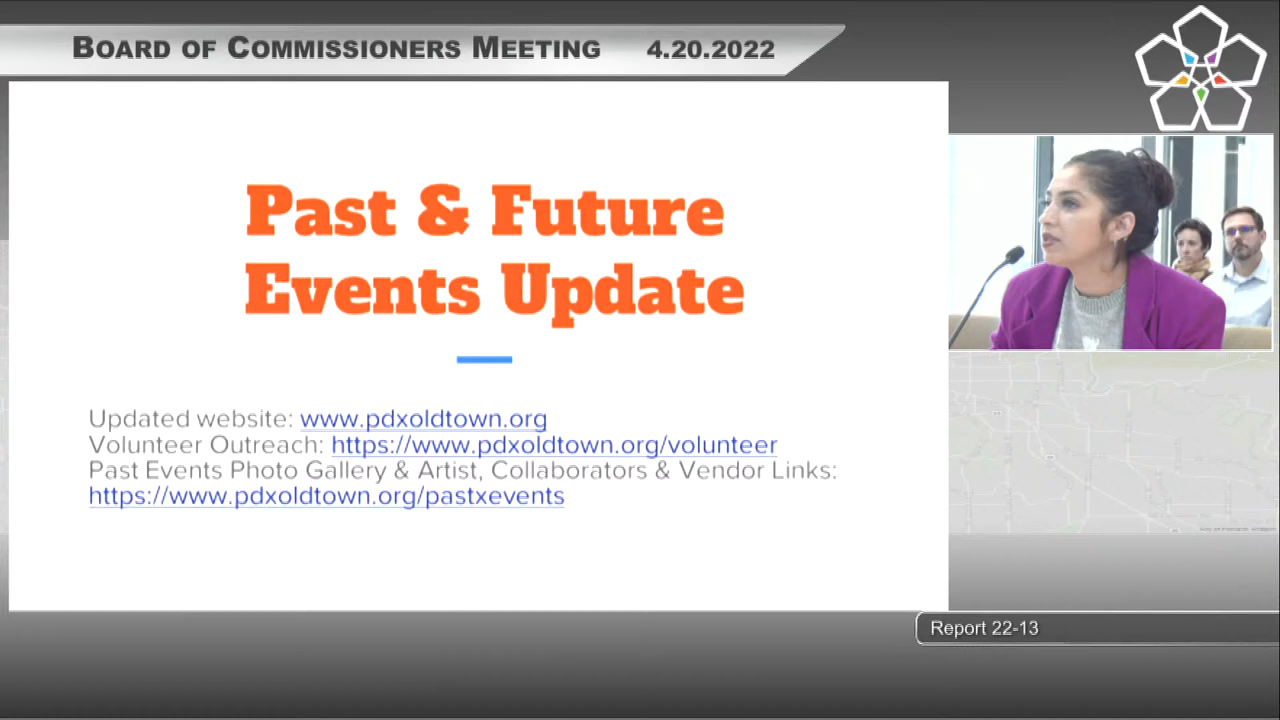 BOARD OF COMMISSIONERS MEETING 4.20.2022
Past & Future
Events Update
Updated website: www.pdxoldtown.org
Volunteer Outreach: https://www.pdxoldtown.org/volunteer
Past Events Photo Gallery & Artist, Collaborators & Vendor Links:
https://www.pdxoldtown.org/pastxevents
Report 22-13